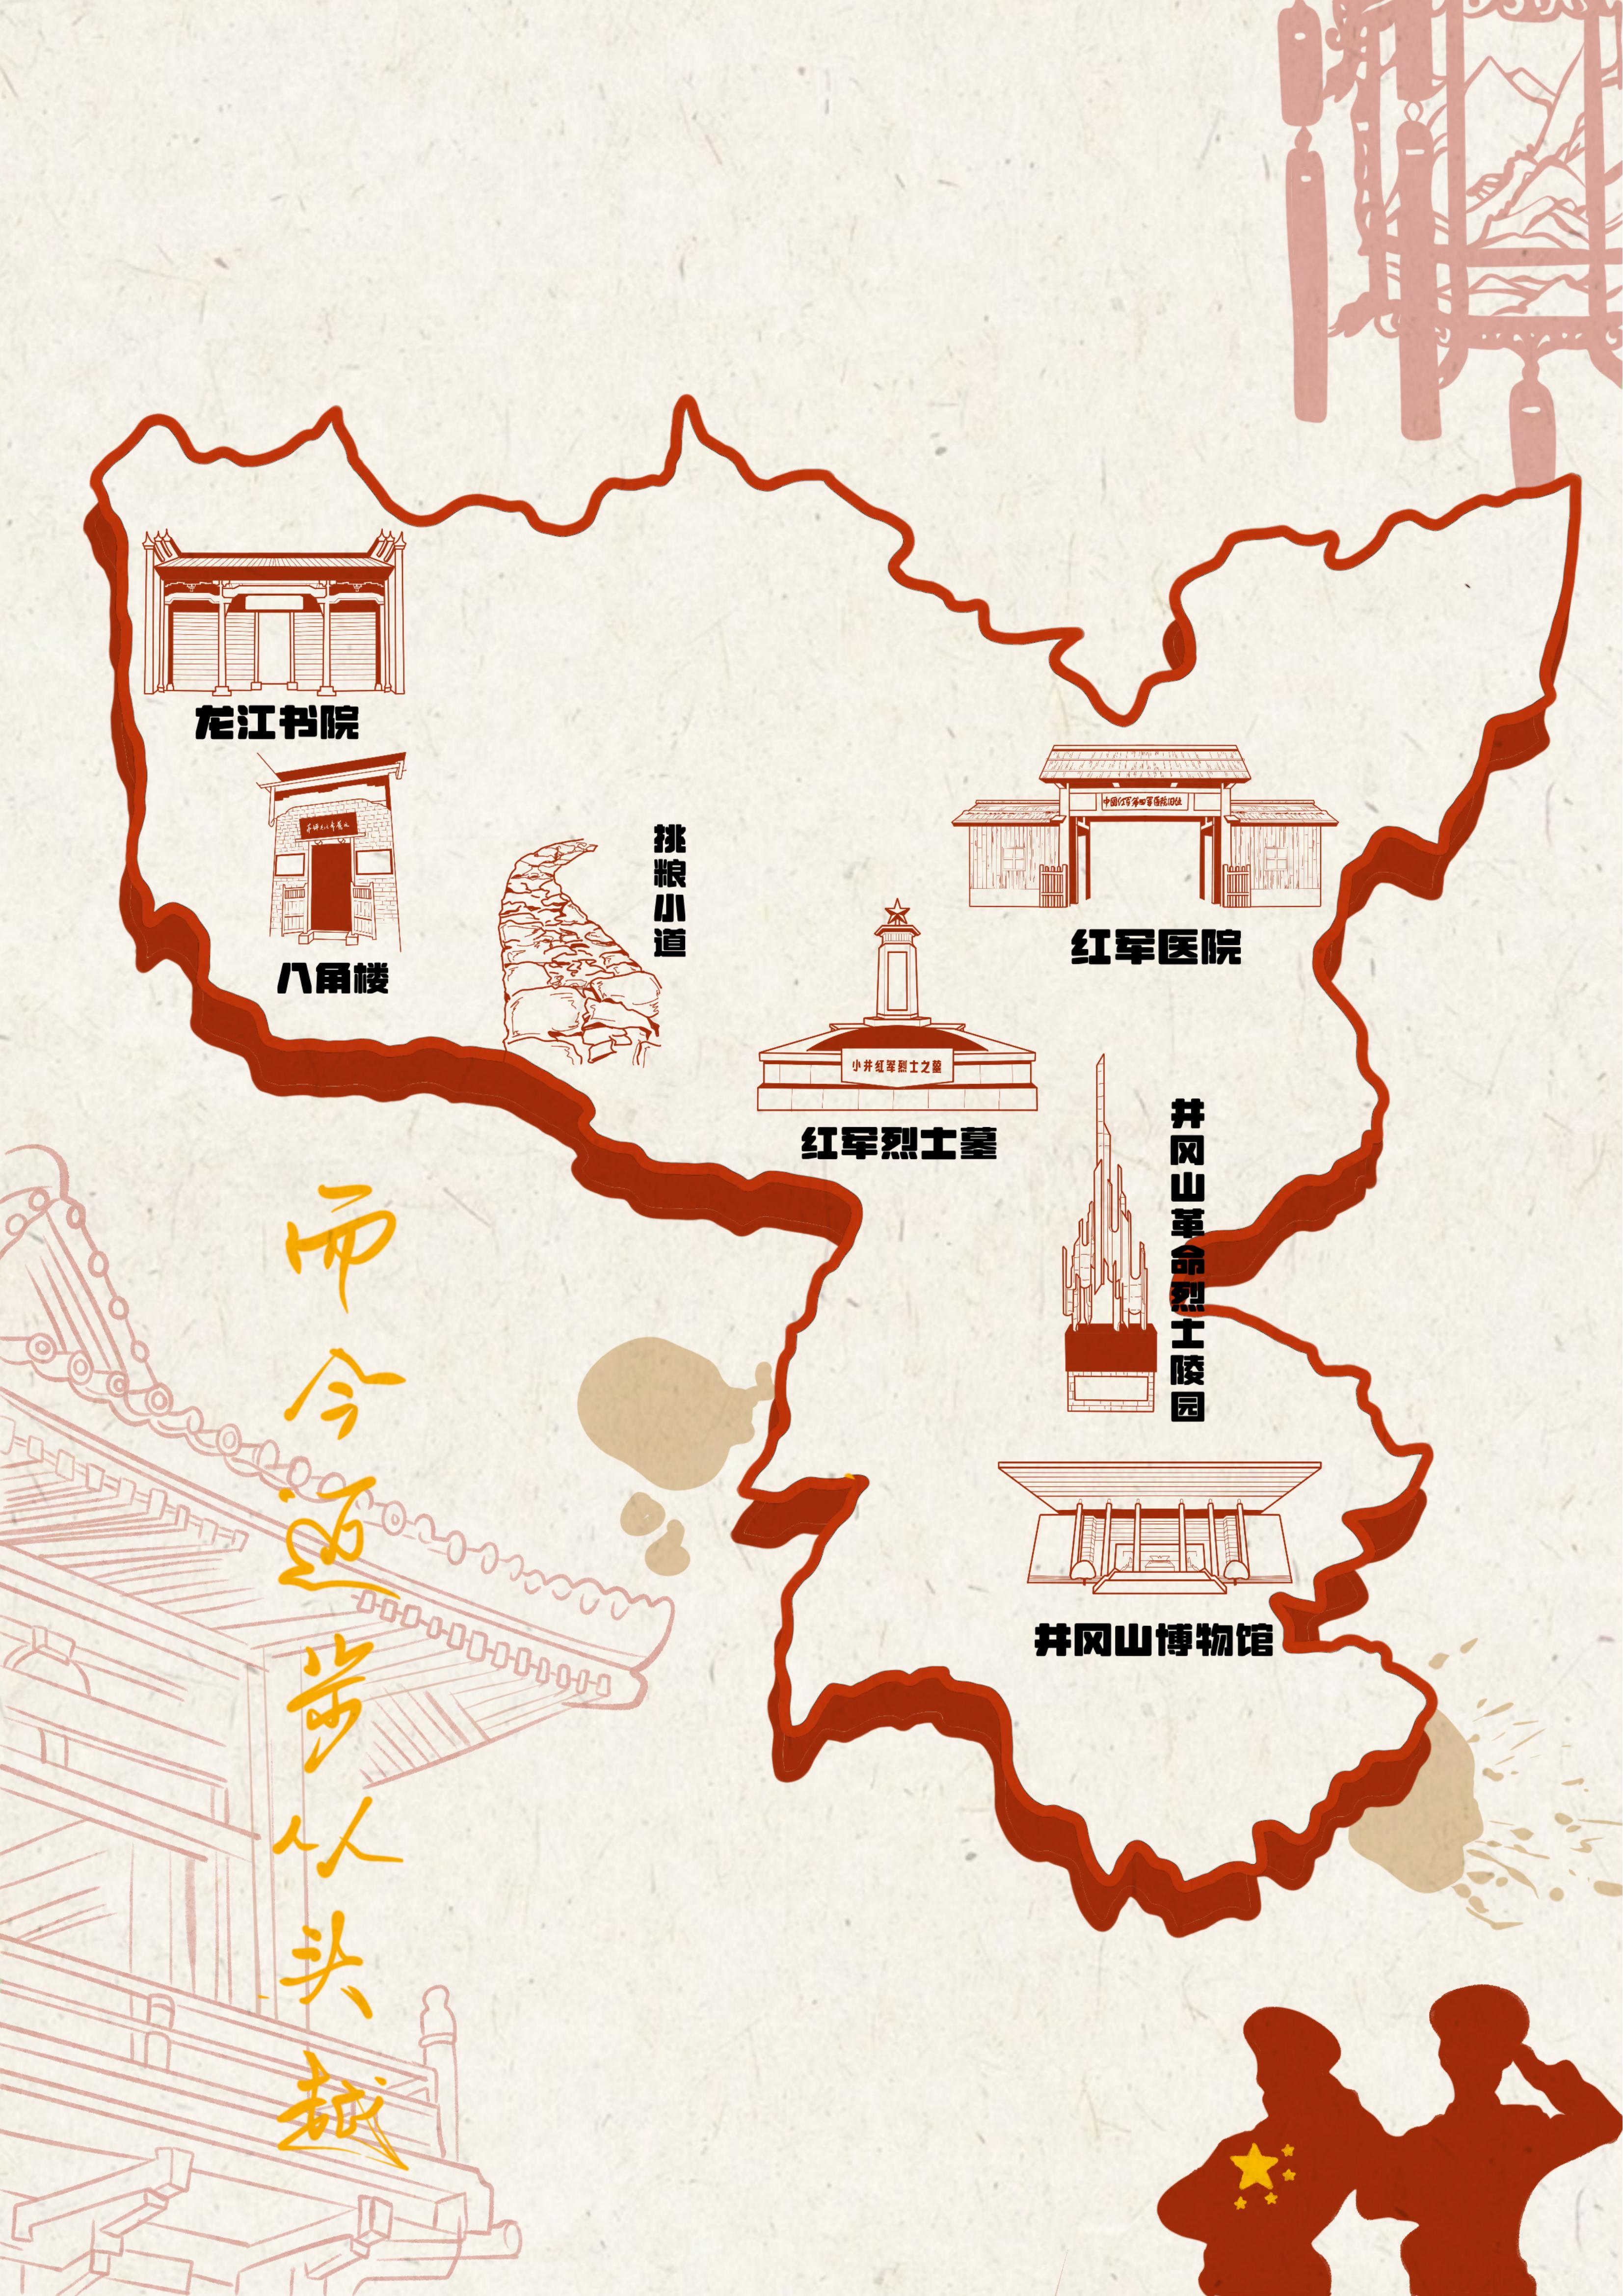 龙江书院
八角楼
挑粮小道
中国红军第四军医院旧址
红军医院
小井红军烈士之墓
红军烈士墓
井冈山革命烈士陵园
井冈山博物馆
而今迈步从头越